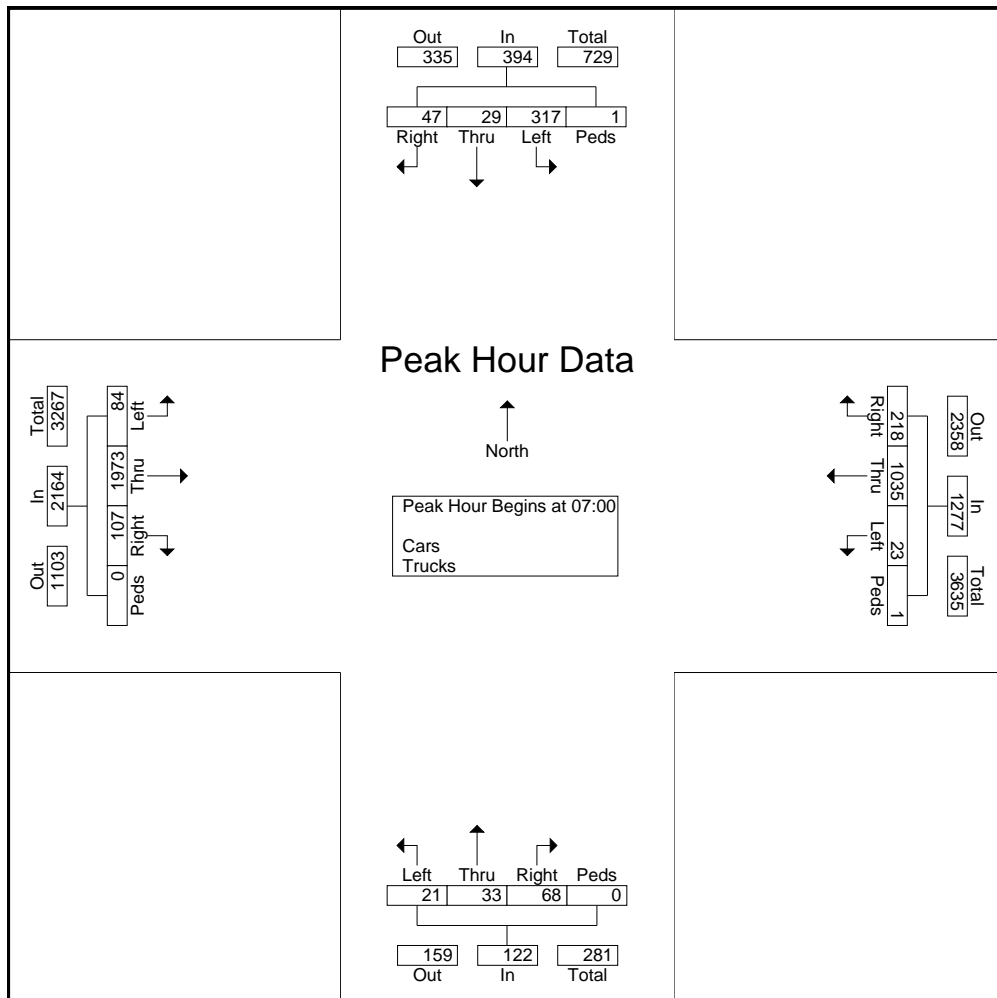 Out In Total
335 394 729
47 29 317 1
Right Thru Left Peds
Peak Hour Data
North
Peak Hour Begins at 07:00
Cars
Trucks
Left Thru Right Peds
84 1973 107 0
Total In Out
3267 2164 1103
Right Thru Left Peds
218 1035 23 1
Out In Total
2358 1277 3635
Left Thru Right Peds
21 33 68 0
159 122 281
Out In Total